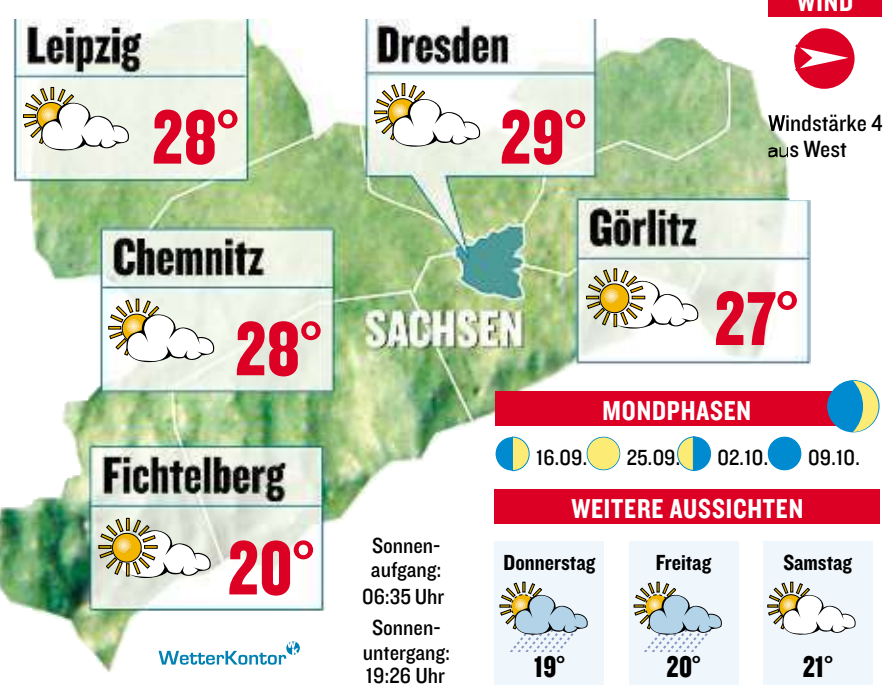 WIND
Windstärke 4
aus West
Leipzig
28°
Dresden
29°
Görlitz
27°
Chemnitz
28°
SACHSEN
Fichtelberg
20°
MONDPHASEN
16.09. 25.09. 02.10. 09.10.
WEITERE AUSSICHTEN
Donnerstag Freitag Samstag
19° 20° 21°
Sonnen-
aufgang:
06:35 Uhr
Sonnen-
untergang:
19:26 Uhr
WetterKontor